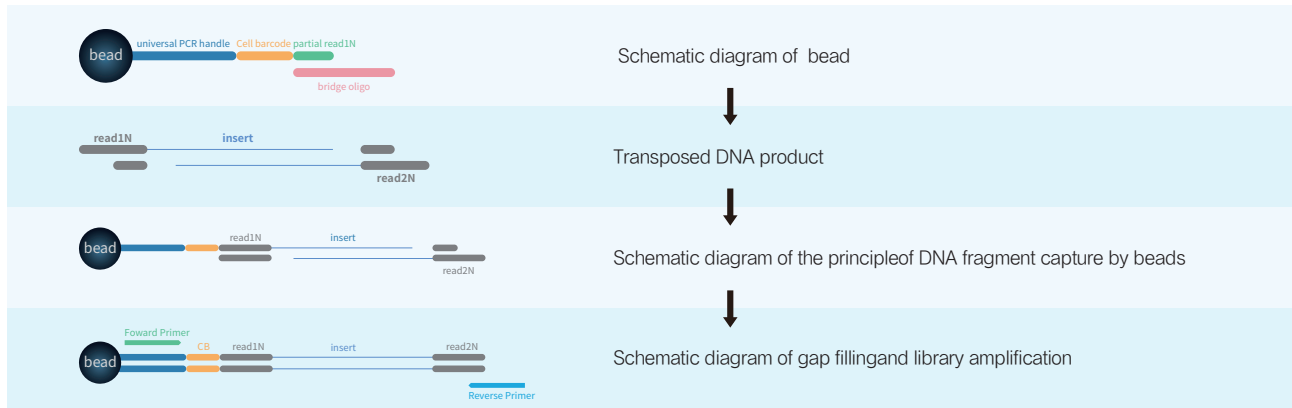 universal PCR handle Cell barcode partial read1N
bead
bridge oligo
Schematic diagram of bead
read1N insert
read2N
Transposed DNA product
read1N insert
bead
read2N
Schematic diagram of the principleof DNA fragment capture by beads
Foward Primer
CB read1N insert read2N
bead
Reverse Primer
Schematic diagram of gap fillingand library amplification